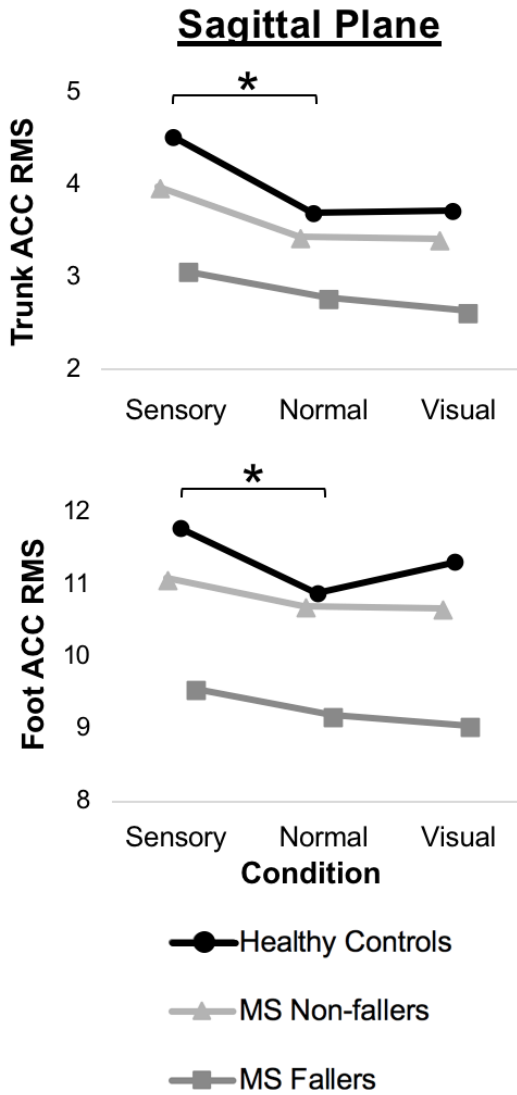 Sagittal Plane
5
*
4
3
2
Trunk ACC RMS
Sensory Normal Visual
*
12
11
10
9
8
Foot ACC RMS
Sensory Normal Visual
Condition
Healthy Controls
MS Non-fallers
MS Fallers